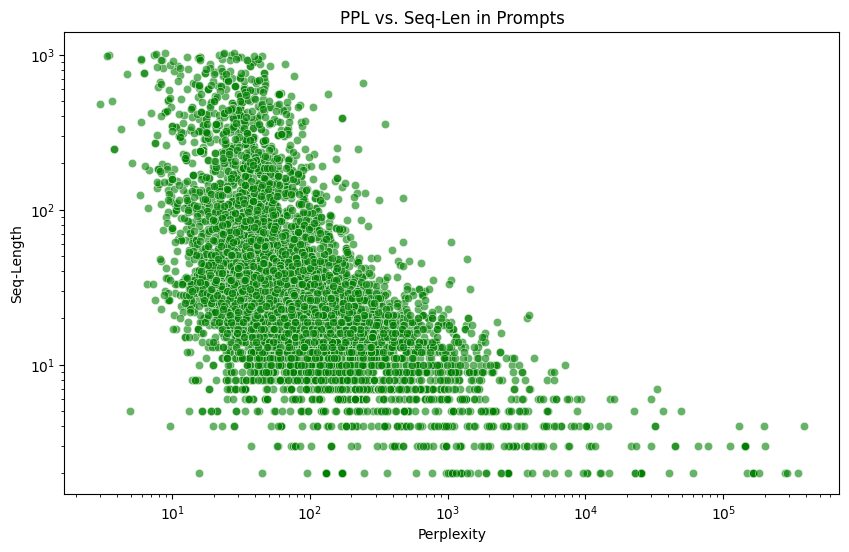 PPL vs. Seq-Len in Prompts
Seq-Length
10³
10²
10¹
10¹ 10² 10³ 10⁴ 10⁵
Perplexity